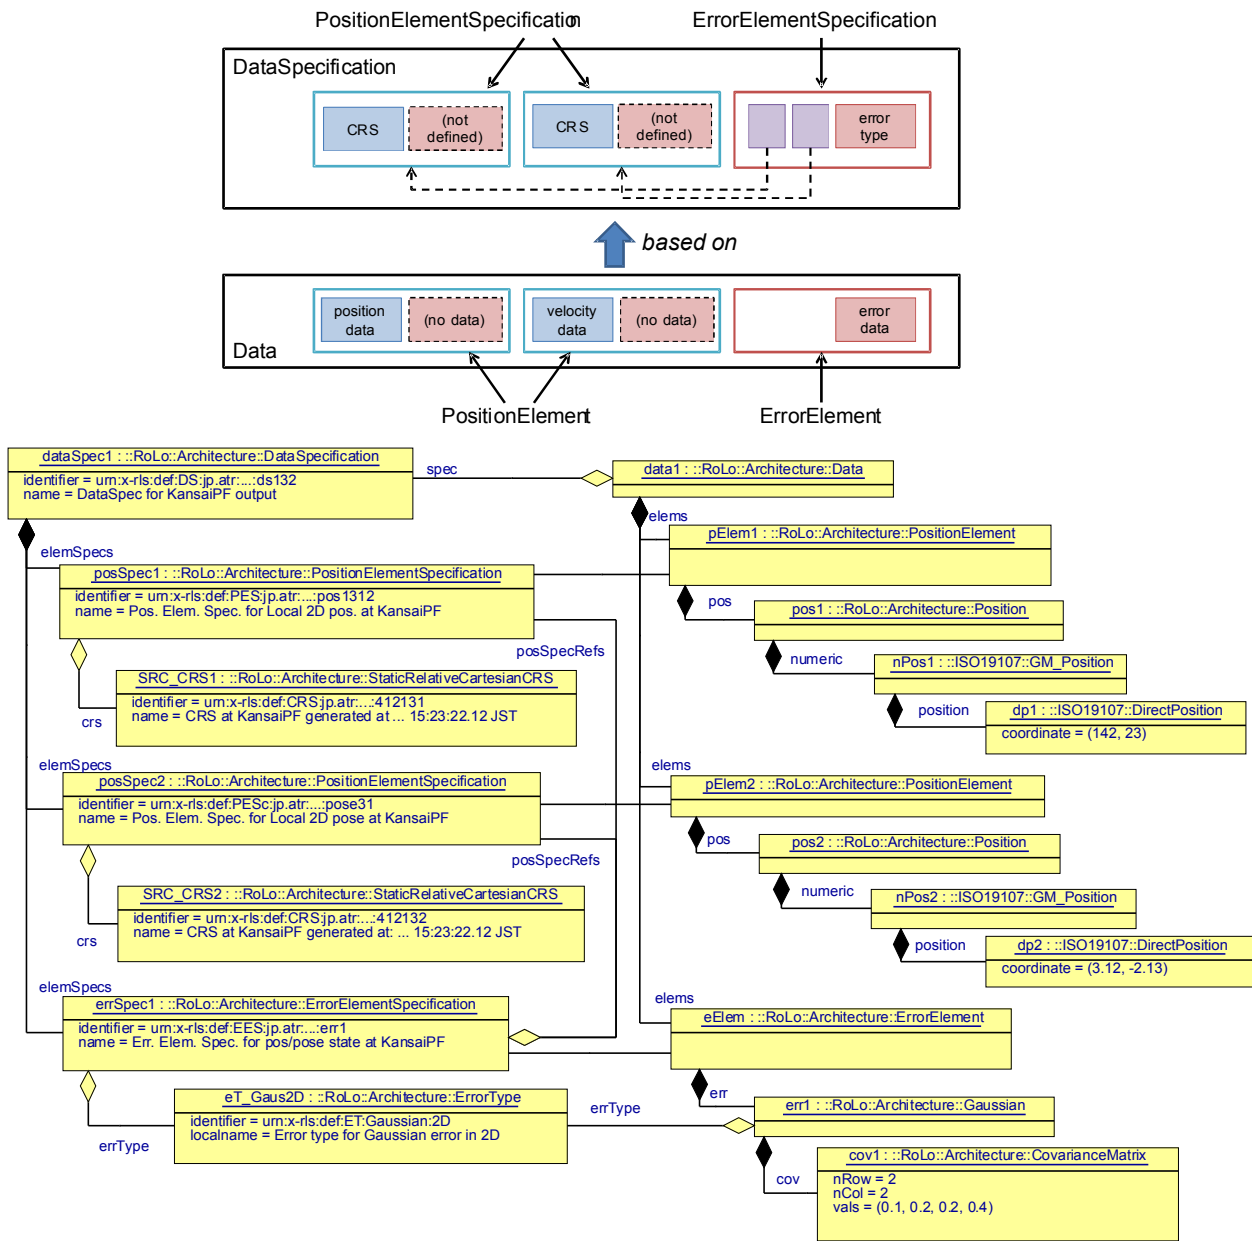 PositionElementSpecification
ErrorElementSpecification
DataSpecification
CRS
(not
defined)
CRS
(not
defined)
error
type
based on
position
data
(no data)
velocity
data
(no data)
error
data
Data
PositionElement
ErrorElement
dataSpec1 : ::RoLo::Architecture::DataSpecification
identifier = urn:x-rls:def:DS:jp.atr:...:ds132
name = DataSpec for KansaiPF output
spec
data1 : ::RoLo::Architecture::Data
elems
elemSpecs
pElem1 : ::RoLo::Architecture::PositionElement
posSpec1 : ::RoLo::Architecture::PositionElementSpecification
identifier = urn:x-rls:def:PES:jp.atr:...:pos1312
name = Pos. Elem. Spec. for Local 2D pos. at KansaiPF
pos
pos1 : ::RoLo::Architecture::Position
posSpecRefs
numeric
nPos1 : ::ISO19107::GM_Position
SRC_CRS1 : ::RoLo::Architecture::StaticRelativeCartesianCRS
identifier = urn:x-rls:def:CRS:jp.atr:...:412131
name = CRS at KansaiPF generated at ... 15:23:22.12 JST
crs
position
dp1 : ::ISO19107::DirectPosition
coordinate = (142, 23)
elemSpecs
elems
posSpec2 : ::RoLo::Architecture::PositionElementSpecification
identifier = urn:x-rls:def:PESc:jp.atr:...:pose31
name = Pos. Elem. Spec. for Local 2D pose at KansaiPF
pElem2 : ::RoLo::Architecture::PositionElement
pos
pos2 : ::RoLo::Architecture::Position
posSpecRefs
numeric
nPos2 : ::ISO19107::GM_Position
SRC_CRS2 : ::RoLo::Architecture::StaticRelativeCartesianCRS
identifier = urn:x-rls:def:CRS:jp.atr:...:412132
name = CRS at KansaiPF generated at: ... 15:23:22.12 JST
crs
position
dp2 : ::ISO19107::DirectPosition
coordinate = (3.12, -2.13)
elemSpecs
elems
errSpec1 : ::RoLo::Architecture::ErrorElementSpecification
identifier = urn:x-rls:def:EES:jp.atr:...:err1
name = Err. Elem. Spec. for pos/pose state at KansaiPF
eElem : ::RoLo::Architecture::ErrorElement
err
eT_Gaus2D : ::RoLo::Architecture::ErrorType
identifier = urn:x-rls:def:ET:Gaussian:2D
localname = Error type for Gaussian error in 2D
errType
errType
err1 : ::RoLo::Architecture::Gaussian
cov
cov1 : ::RoLo::Architecture::CovarianceMatrix
nRow = 2
nCol = 2
vals = (0.1, 0.2, 0.2, 0.4)